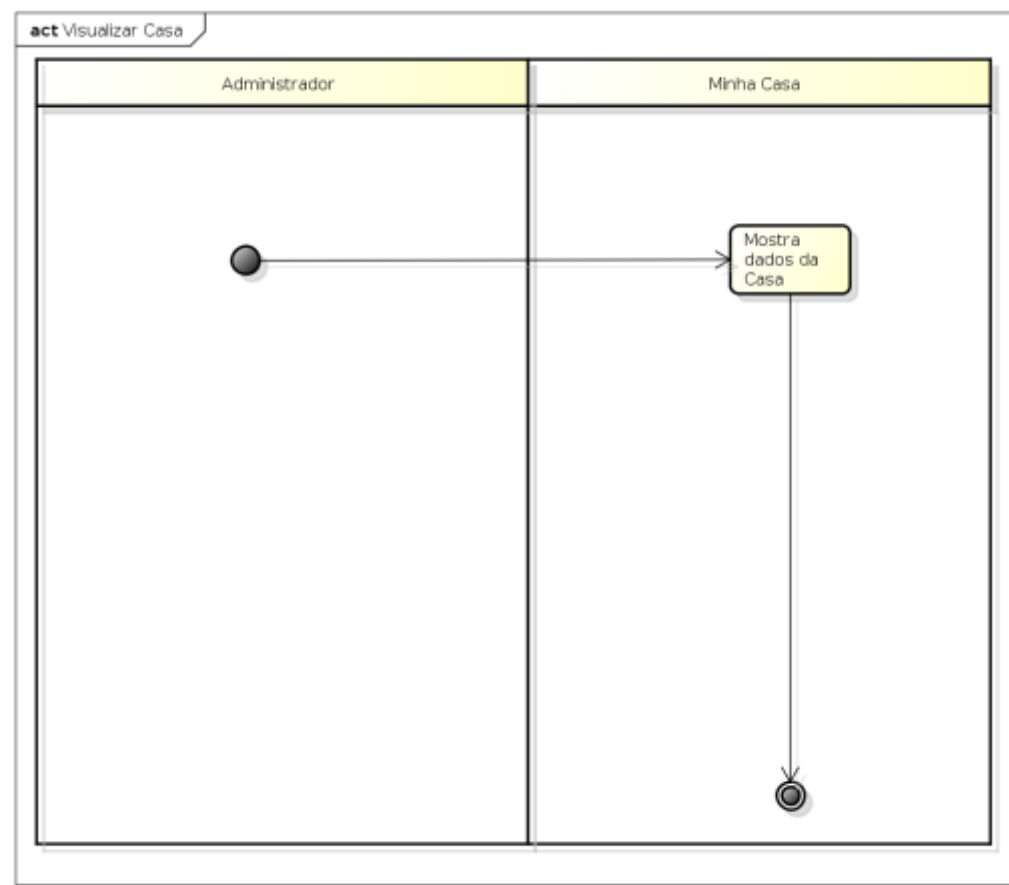 act Visualizar Casa
Administrador
Minha Casa
Mostra
dados da
Casa